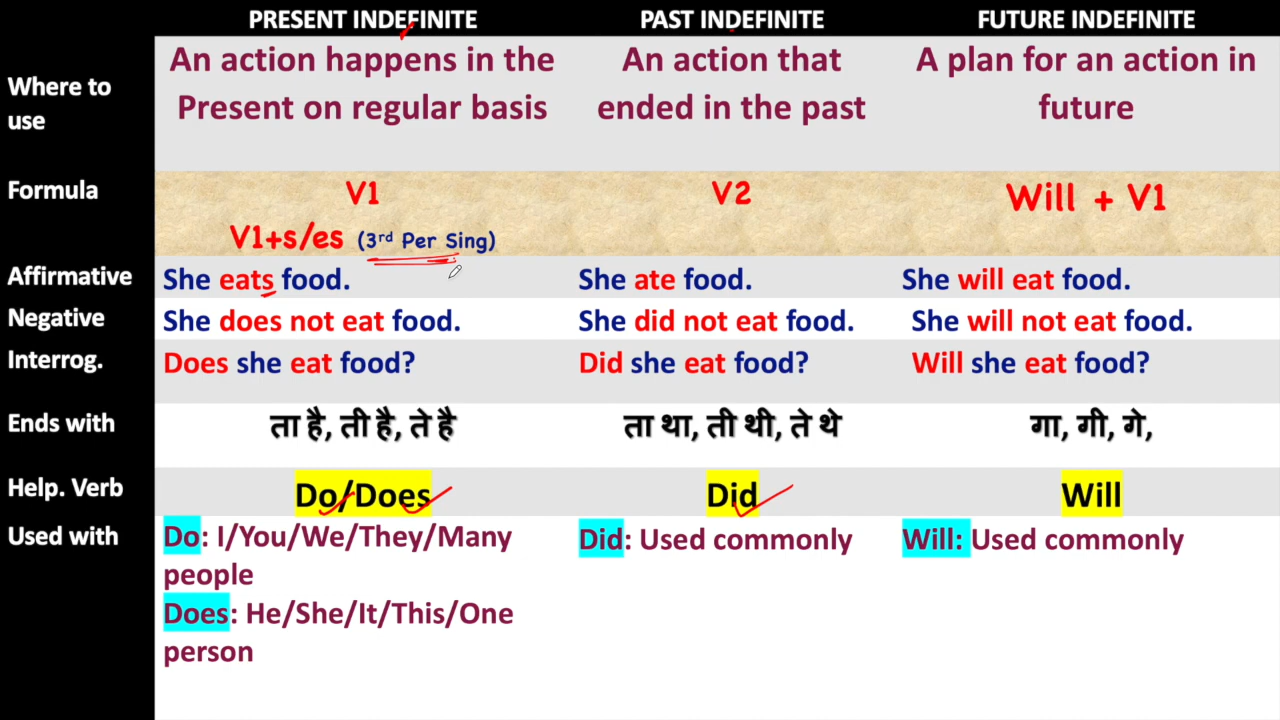 PRESENT INDEFINITE PAST INDEFINITE FUTURE INDEFINITE
Where to use An action happens in the Present on regular basis An action that ended in the past A plan for an action in future
Formula V1 V2 Will + V1
V1+s/es (3rd Per Sing)
Affirmative She eats food. She ate food. She will eat food.
Negative She does not eat food. She did not eat food. She will not eat food.
Interrog. Does she eat food? Did she eat food? Will she eat food?
Ends with ता है, ती है, ते है ता था, ती थी, ते थे गा, गी, गे,
Help. Verb Do/Does Did Will
Used with Do: I/You/We/They/Many people Did: Used commonly Will: Used commonly
Does: He/She/It/This/One person